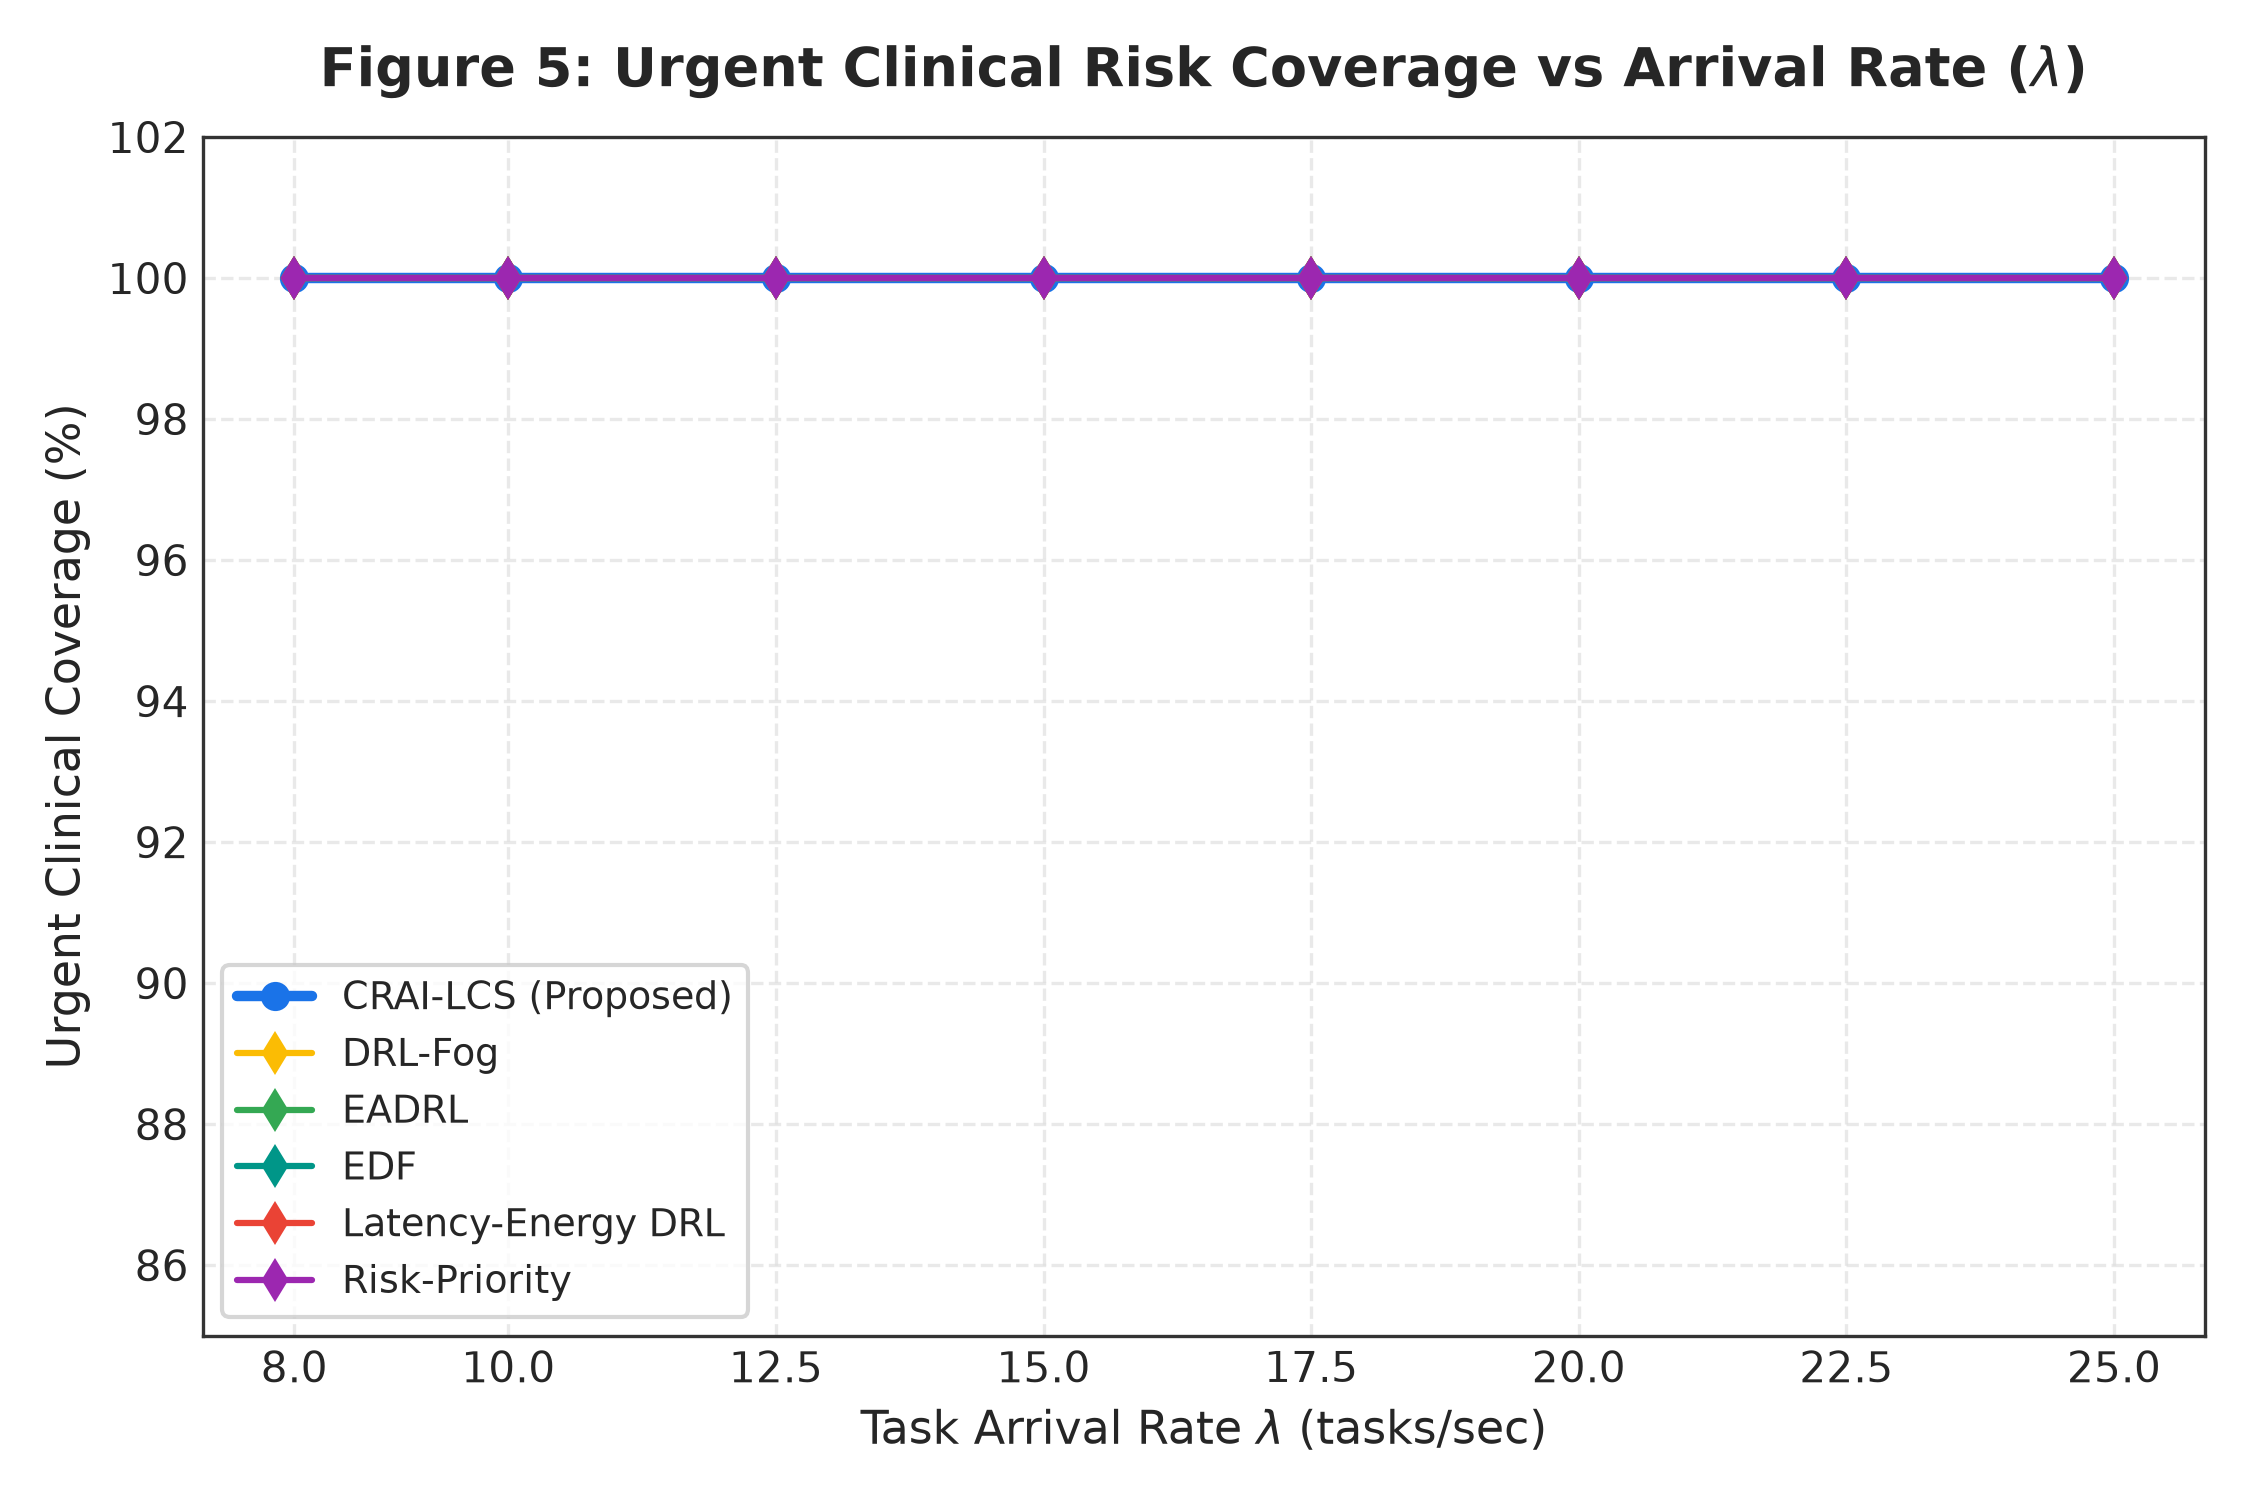 Figure 5: Urgent Clinical Risk Coverage vs Arrival Rate (λ)
102
100
98
96
94
92
90
88
86
Urgent Clinical Coverage (%)
CRAI-LCS (Proposed)
DRL-Fog
EADRL
EDF
Latency-Energy DRL
Risk-Priority
8.0 10.0 12.5 15.0 17.5 20.0 22.5 25.0
Task Arrival Rate λ (tasks/sec)